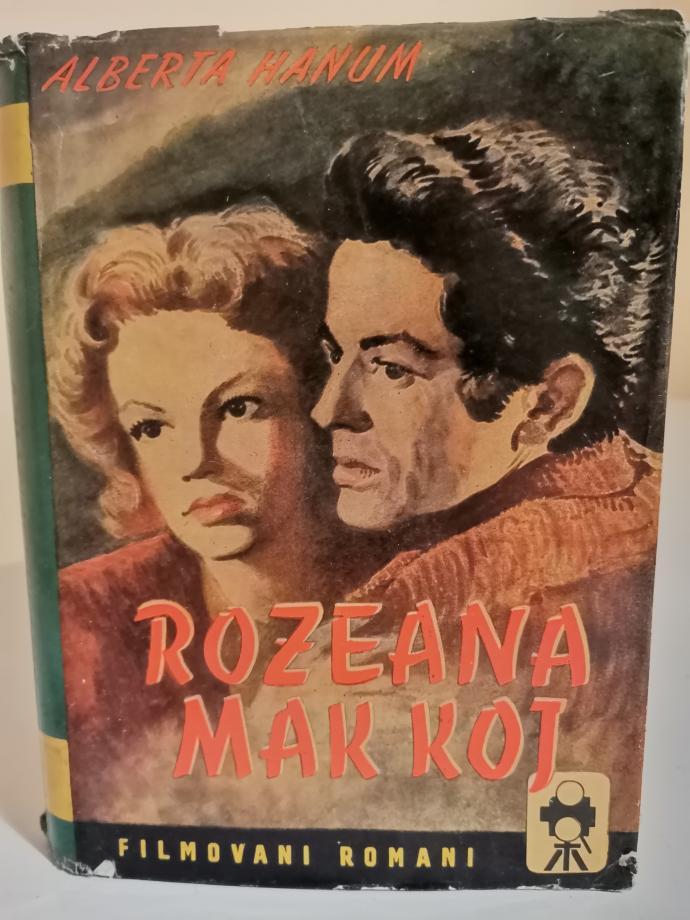 ALBERTA HANUM
ROZEANA
MAK KOJ
FILMOVANI ROMANI